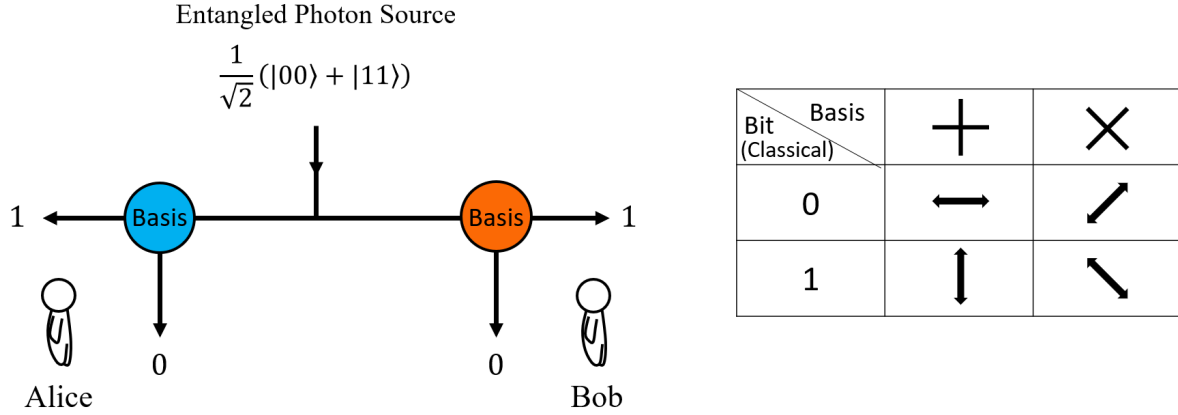 Entangled Photon Source
1/√2 (|00⟩ + |11⟩)
1
Basis
Basis
1
0
0
Alice
Bob
Basis
Bit
(Classical)
0
1